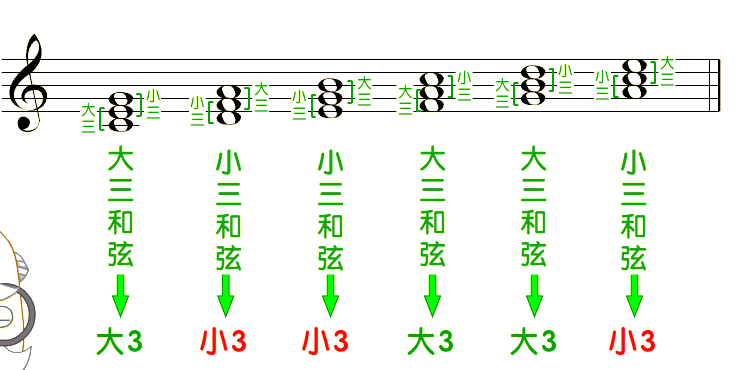 大三 小三 小三 大三 小三 大三 大三 小三 大三 小三 小三 大三
大三和弦 小三和弦 小三和弦 大三和弦 大三和弦 小三和弦
大3 小3 小3 大3 大3 小3